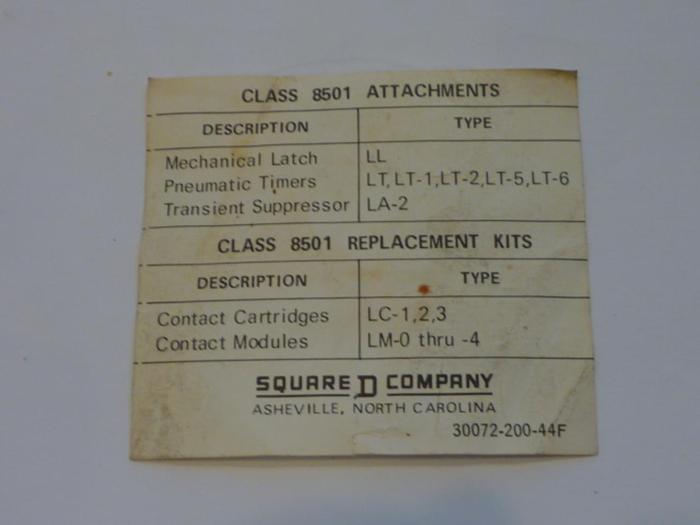 CLASS 8501 ATTACHMENTS
DESCRIPTION TYPE
Mechanical Latch LL
Pneumatic Timers LT, LT-1, LT-2, LT-5, LT-6
Transient Suppressor LA-2
CLASS 8501 REPLACEMENT KITS
DESCRIPTION TYPE
Contact Cartridges LC-1,2,3
Contact Modules LM-0 thru -4
SQUARE D COMPANY
ASHEVILLE, NORTH CAROLINA
30072-200-44F